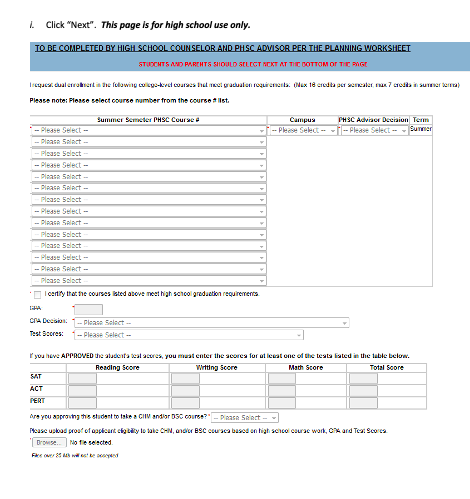 i. Click "Next". This page is for high school use only.
TO BE COMPLETED BY HIGH SCHOOL COUNSELOR AND PHSC ADVISOR PER THE PLANNING WORKSHEET
STUDENTS AND PARENTS SHOULD SELECT NEXT AT THE BOTTOM OF THE PAGE
I request dual enrollment in the following college-level courses that meet graduation requirements. (Max 16 credits per semester, max 7 credits in summer terms)
Please note: Please select course number from the course # list.
Summer Semeter PHSC Course # Campus PHSC Advisor Decision Term
* -- Please Select -- * -- Please Select -- * -- Please Select -- Summer
-- Please Select --
-- Please Select --
-- Please Select --
-- Please Select --
-- Please Select --
-- Please Select --
-- Please Select --
-- Please Select --
-- Please Select --
-- Please Select --
-- Please Select --
-- Please Select --
-- Please Select --
* I certify that the courses listed above meet high school graduation requirements.
GPA *
GPA Decision: * -- Please Select --
Test Scores: * -- Please Select --
If you have APPROVED the student's test scores, you must enter the scores for at least one of the tests listed in the table below.
Reading Score Writing Score Math Score Total Score
SAT
ACT
PERT
Are you approving this student to take a CHM and/or BSC course? * -- Please Select --
Please upload proof of applicant eligibility to take CHM, and/or BSC courses based on high school course work, GPA and Test Scores.
* Browse... No file selected.
Files over 20 Mb will not be accepted